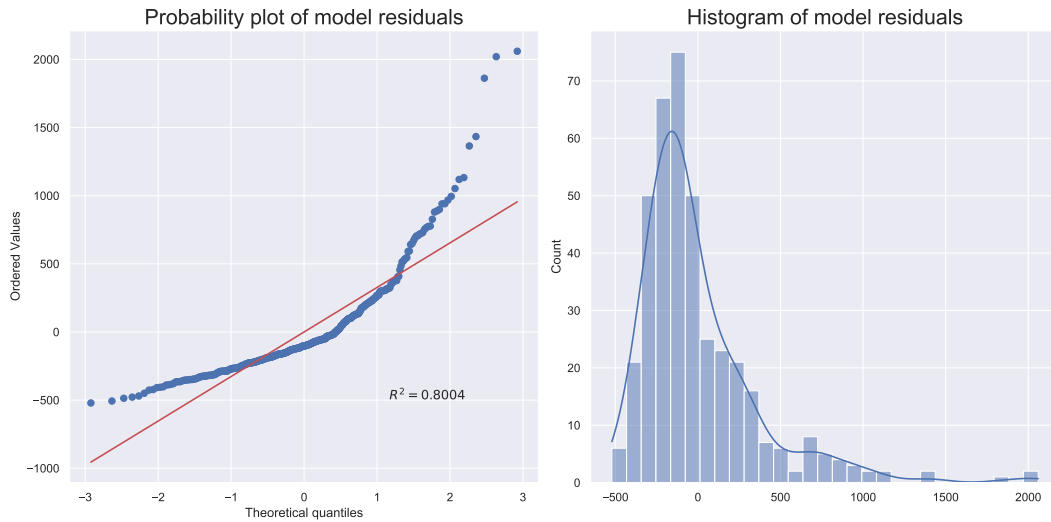 Probability plot of model residuals
2000
1500
1000
500
0
−500
−1000
Ordered Values
R² = 0.8004
−3 −2 −1 0 1 2 3
Theoretical quantiles
Histogram of model residuals
70
60
50
40
30
20
10
0
Count
−500 0 500 1000 1500 2000